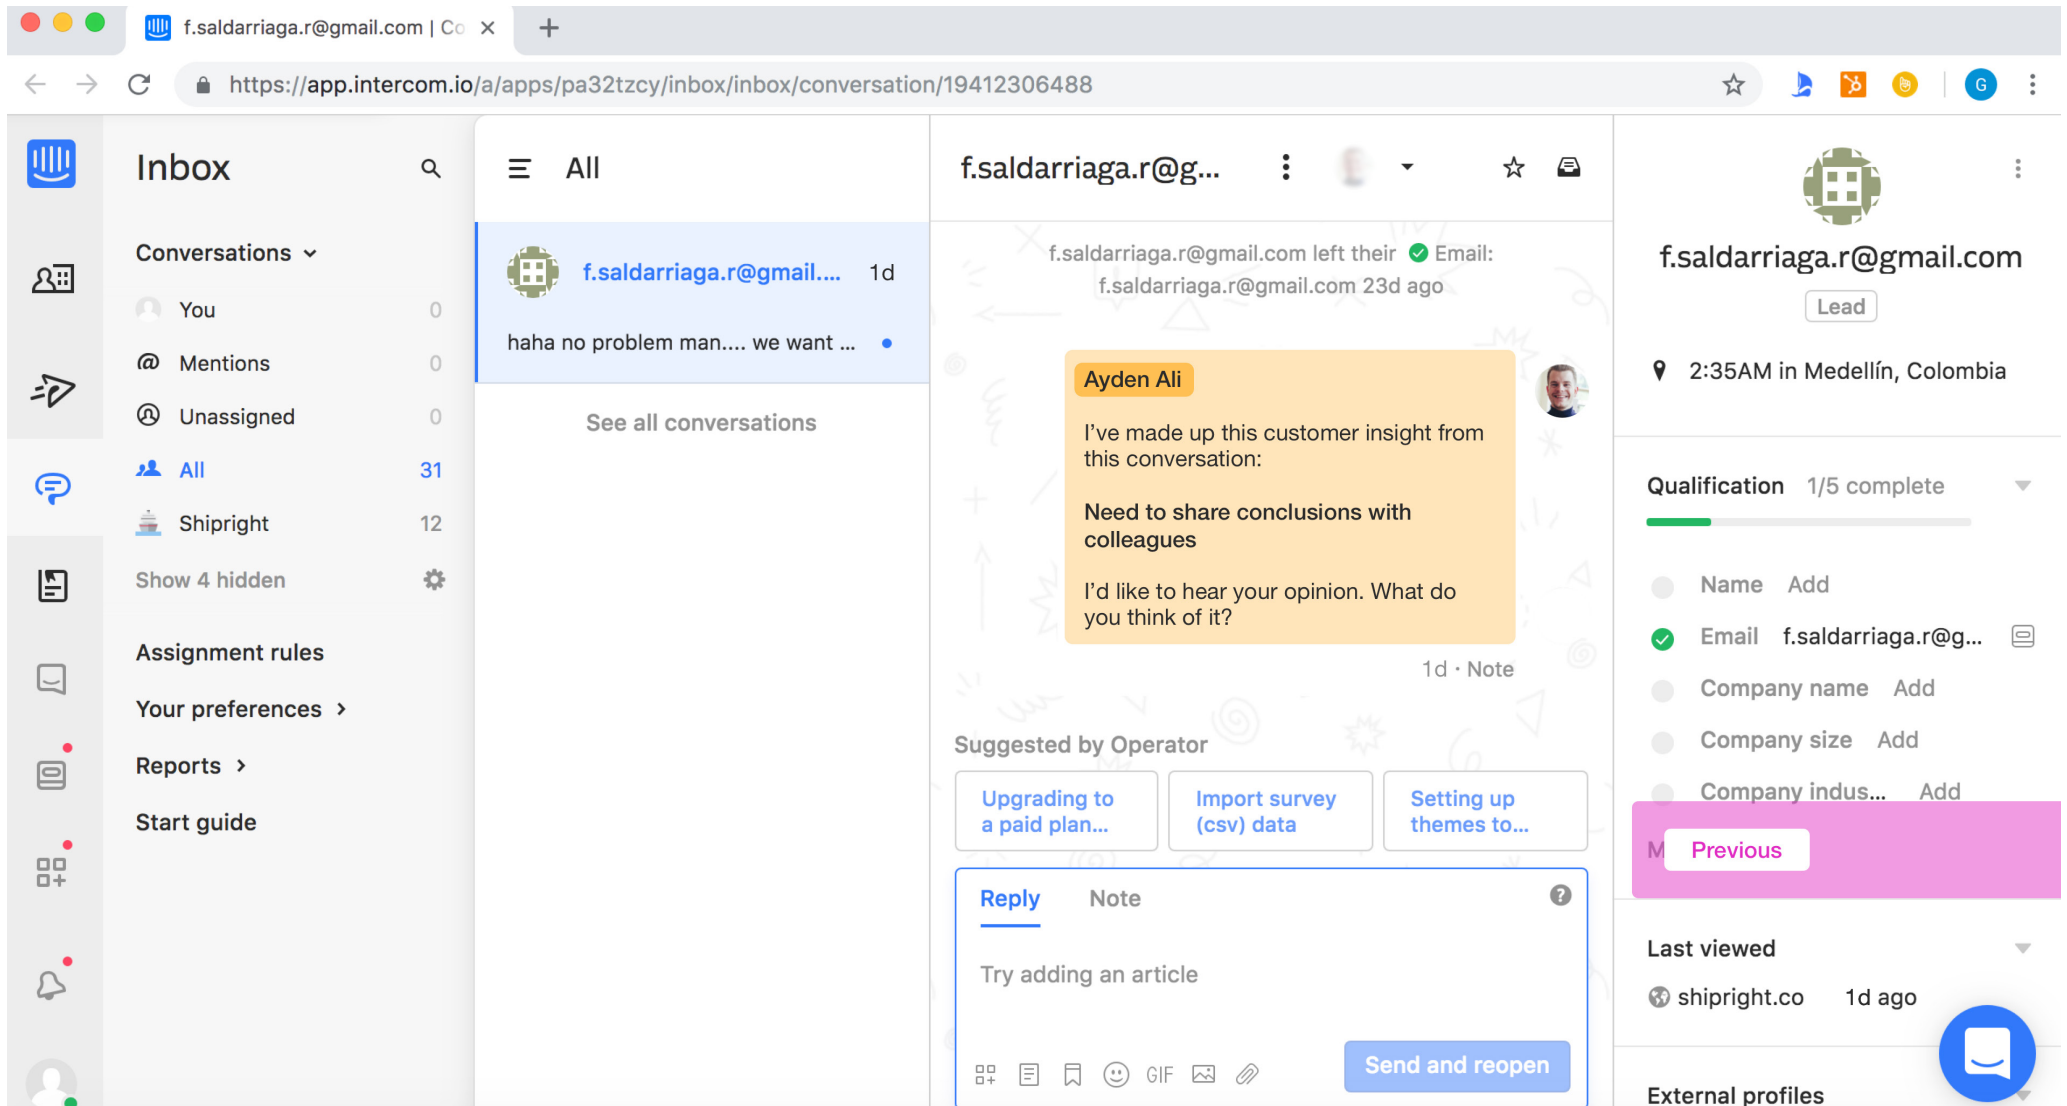 f.saldarriaga.r@gmail.com | Co
https://app.intercom.io/a/apps/pa32tzcy/inbox/inbox/conversation/19412306488
G
Inbox
Conversations
You 0
Mentions 0
Unassigned 0
All 31
Shipright 12
Show 4 hidden
Assignment rules
Your preferences
Reports
Start guide
All
f.saldarriaga.r@gmail.... 1d
haha no problem man.... we want ...
See all conversations
f.saldarriaga.r@g...
f.saldarriaga.r@gmail.com left their Email:
f.saldarriaga.r@gmail.com 23d ago
Ayden Ali
I've made up this customer insight from
this conversation:
Need to share conclusions with
colleagues
I'd like to hear your opinion. What do
you think of it?
1d · Note
Suggested by Operator
Upgrading to
a paid plan...
Import survey
(csv) data
Setting up
themes to...
Reply Note
Try adding an article
GIF
Send and reopen
f.saldarriaga.r@gmail.com
Lead
2:35AM in Medellín, Colombia
Qualification 1/5 complete
Name Add
Email f.saldarriaga.r@g...
Company name Add
Company size Add
Company indus... Add
Previous
Last viewed
shipright.co 1d ago
External profiles